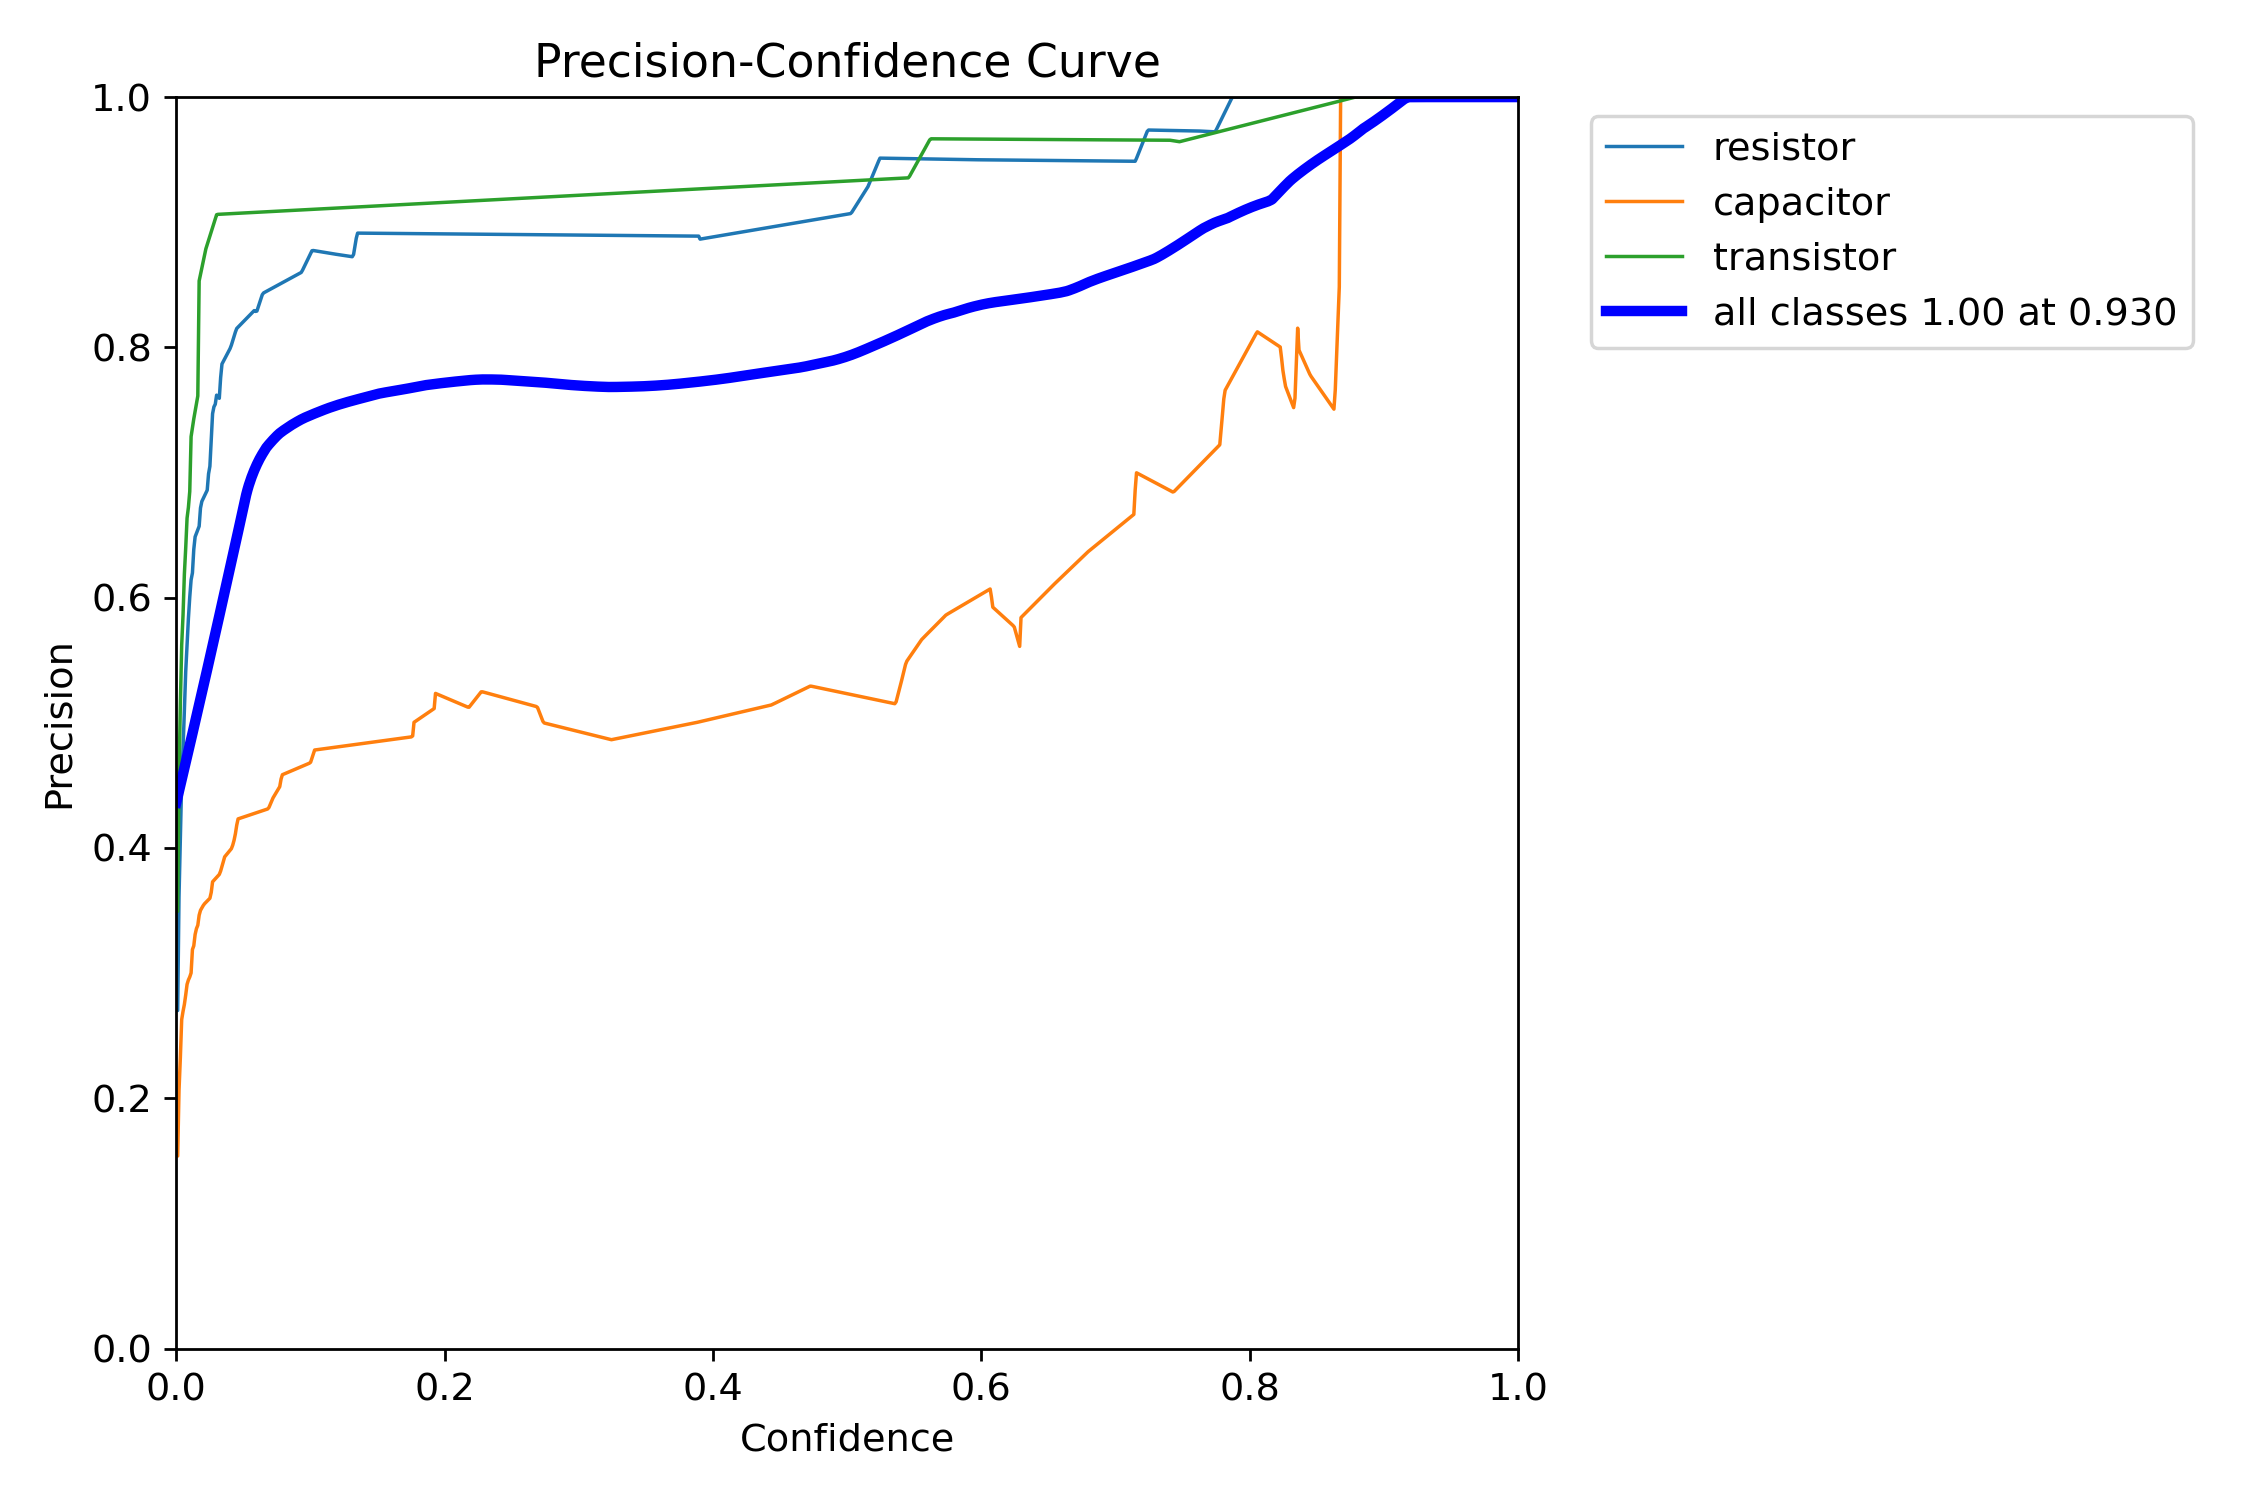 Precision-Confidence Curve
1.0
0.8
0.6
0.4
0.2
0.0
Precision
0.0 0.2 0.4 0.6 0.8 1.0
Confidence
resistor
capacitor
transistor
all classes 1.00 at 0.930